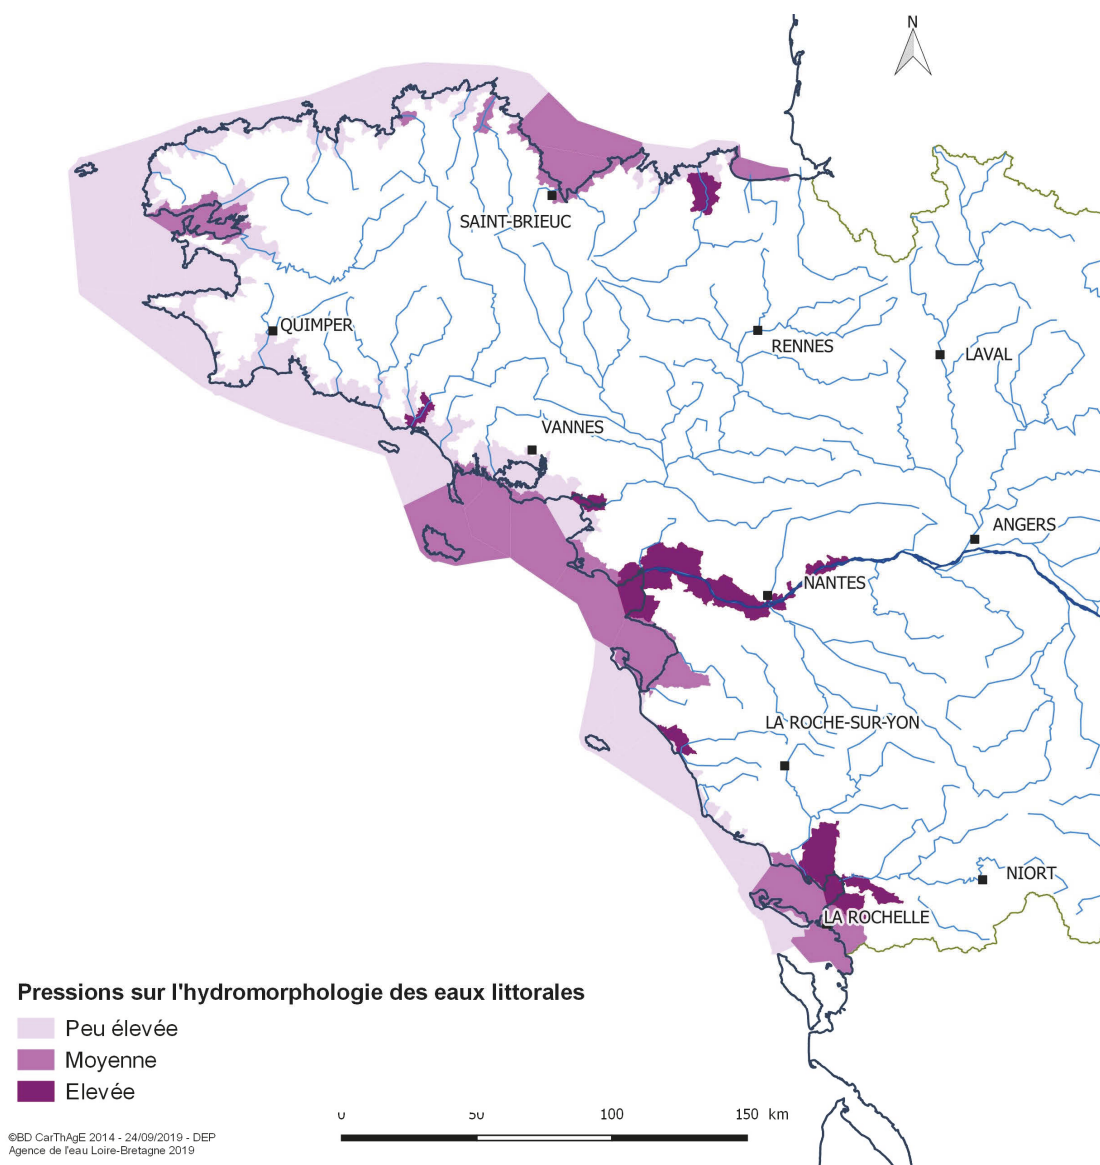 N
SAINT-BRIEUC
QUIMPER
RENNES
LAVAL
VANNES
ANGERS
NANTES
LA ROCHE-SUR-YON
NIORT
LA ROCHELLE
Pressions sur l'hydromorphologie des eaux littorales
Peu élevée
Moyenne
Elevée
0 50 100 150 km
©BD CarThAgE 2014 - 24/09/2019 - DEP
Agence de l'eau Loire-Bretagne 2019